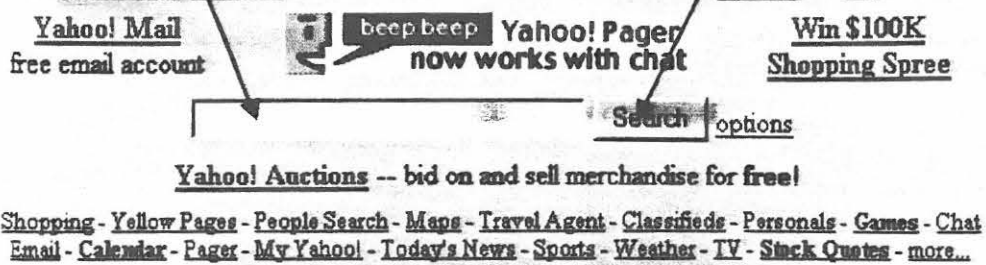 Yahoo! Mail
free email account
beep beep Yahoo! Pager
now works with chat
Win $100K
Shopping Spree
Search options
Yahoo! Auctions -- bid on and sell merchandise for free!
Shopping - Yellow Pages - People Search - Maps - Travel Agent - Classifieds - Personals - Games - Chat
Email - Calendar - Pager - My Yahoo! - Today's News - Sports - Weather - TV - Stock Quotes - more...